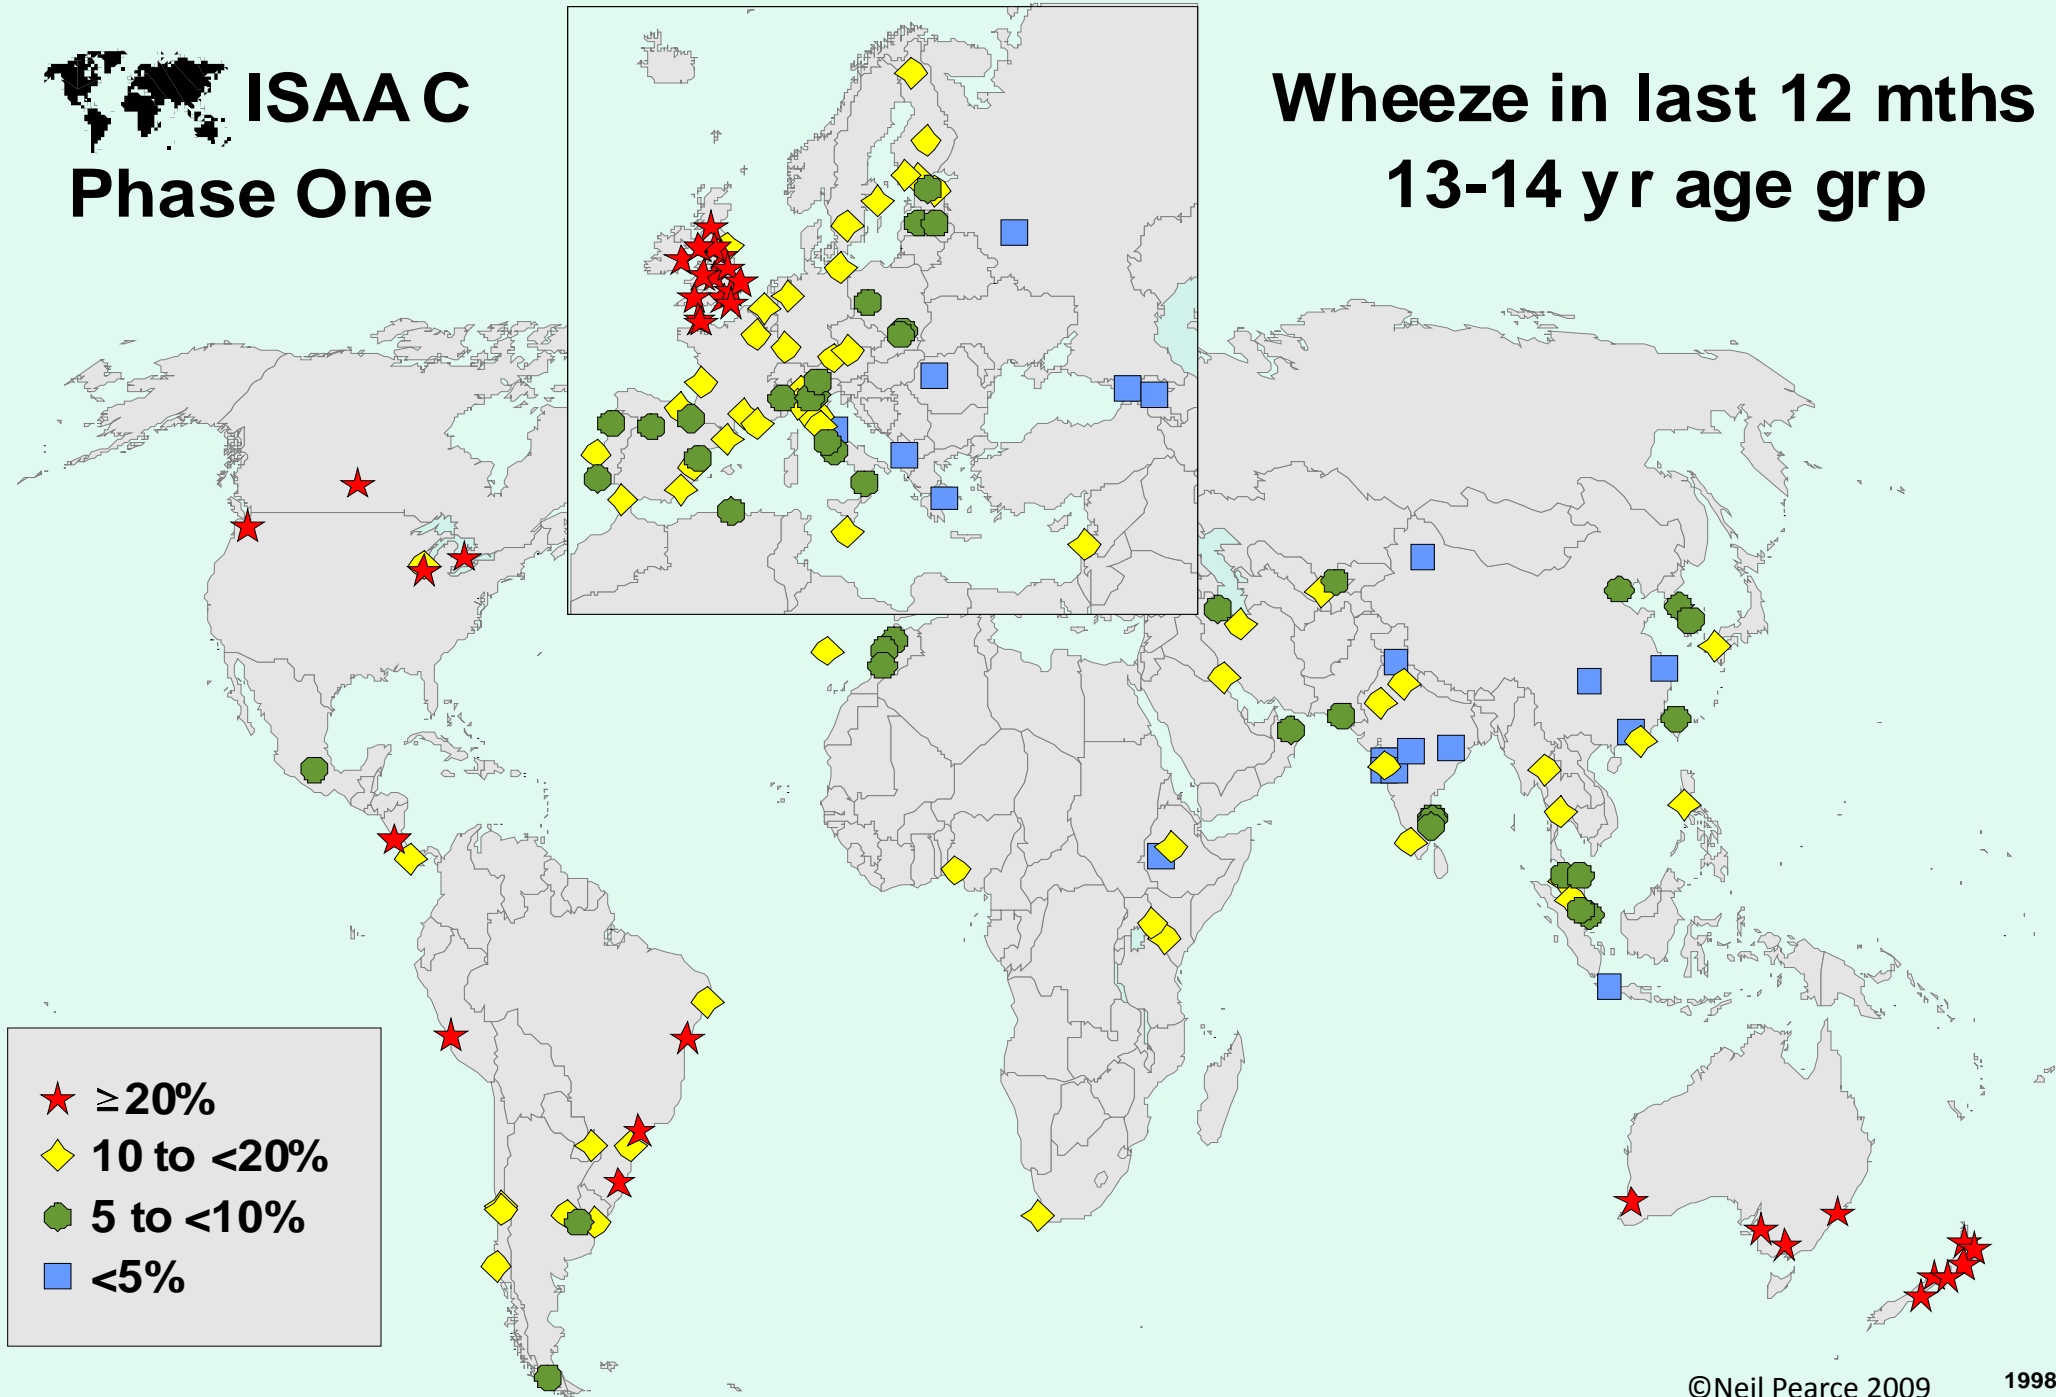 ISAAC
Phase One
Wheeze in last 12 mths
13-14 yr age grp
≥20%
10 to <20%
5 to <10%
<5%
©Neil Pearce 2009
1998